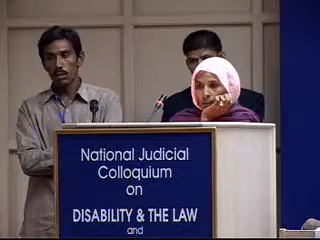 National Judicial
Colloquium
on
DISABILITY & THE LAW
and